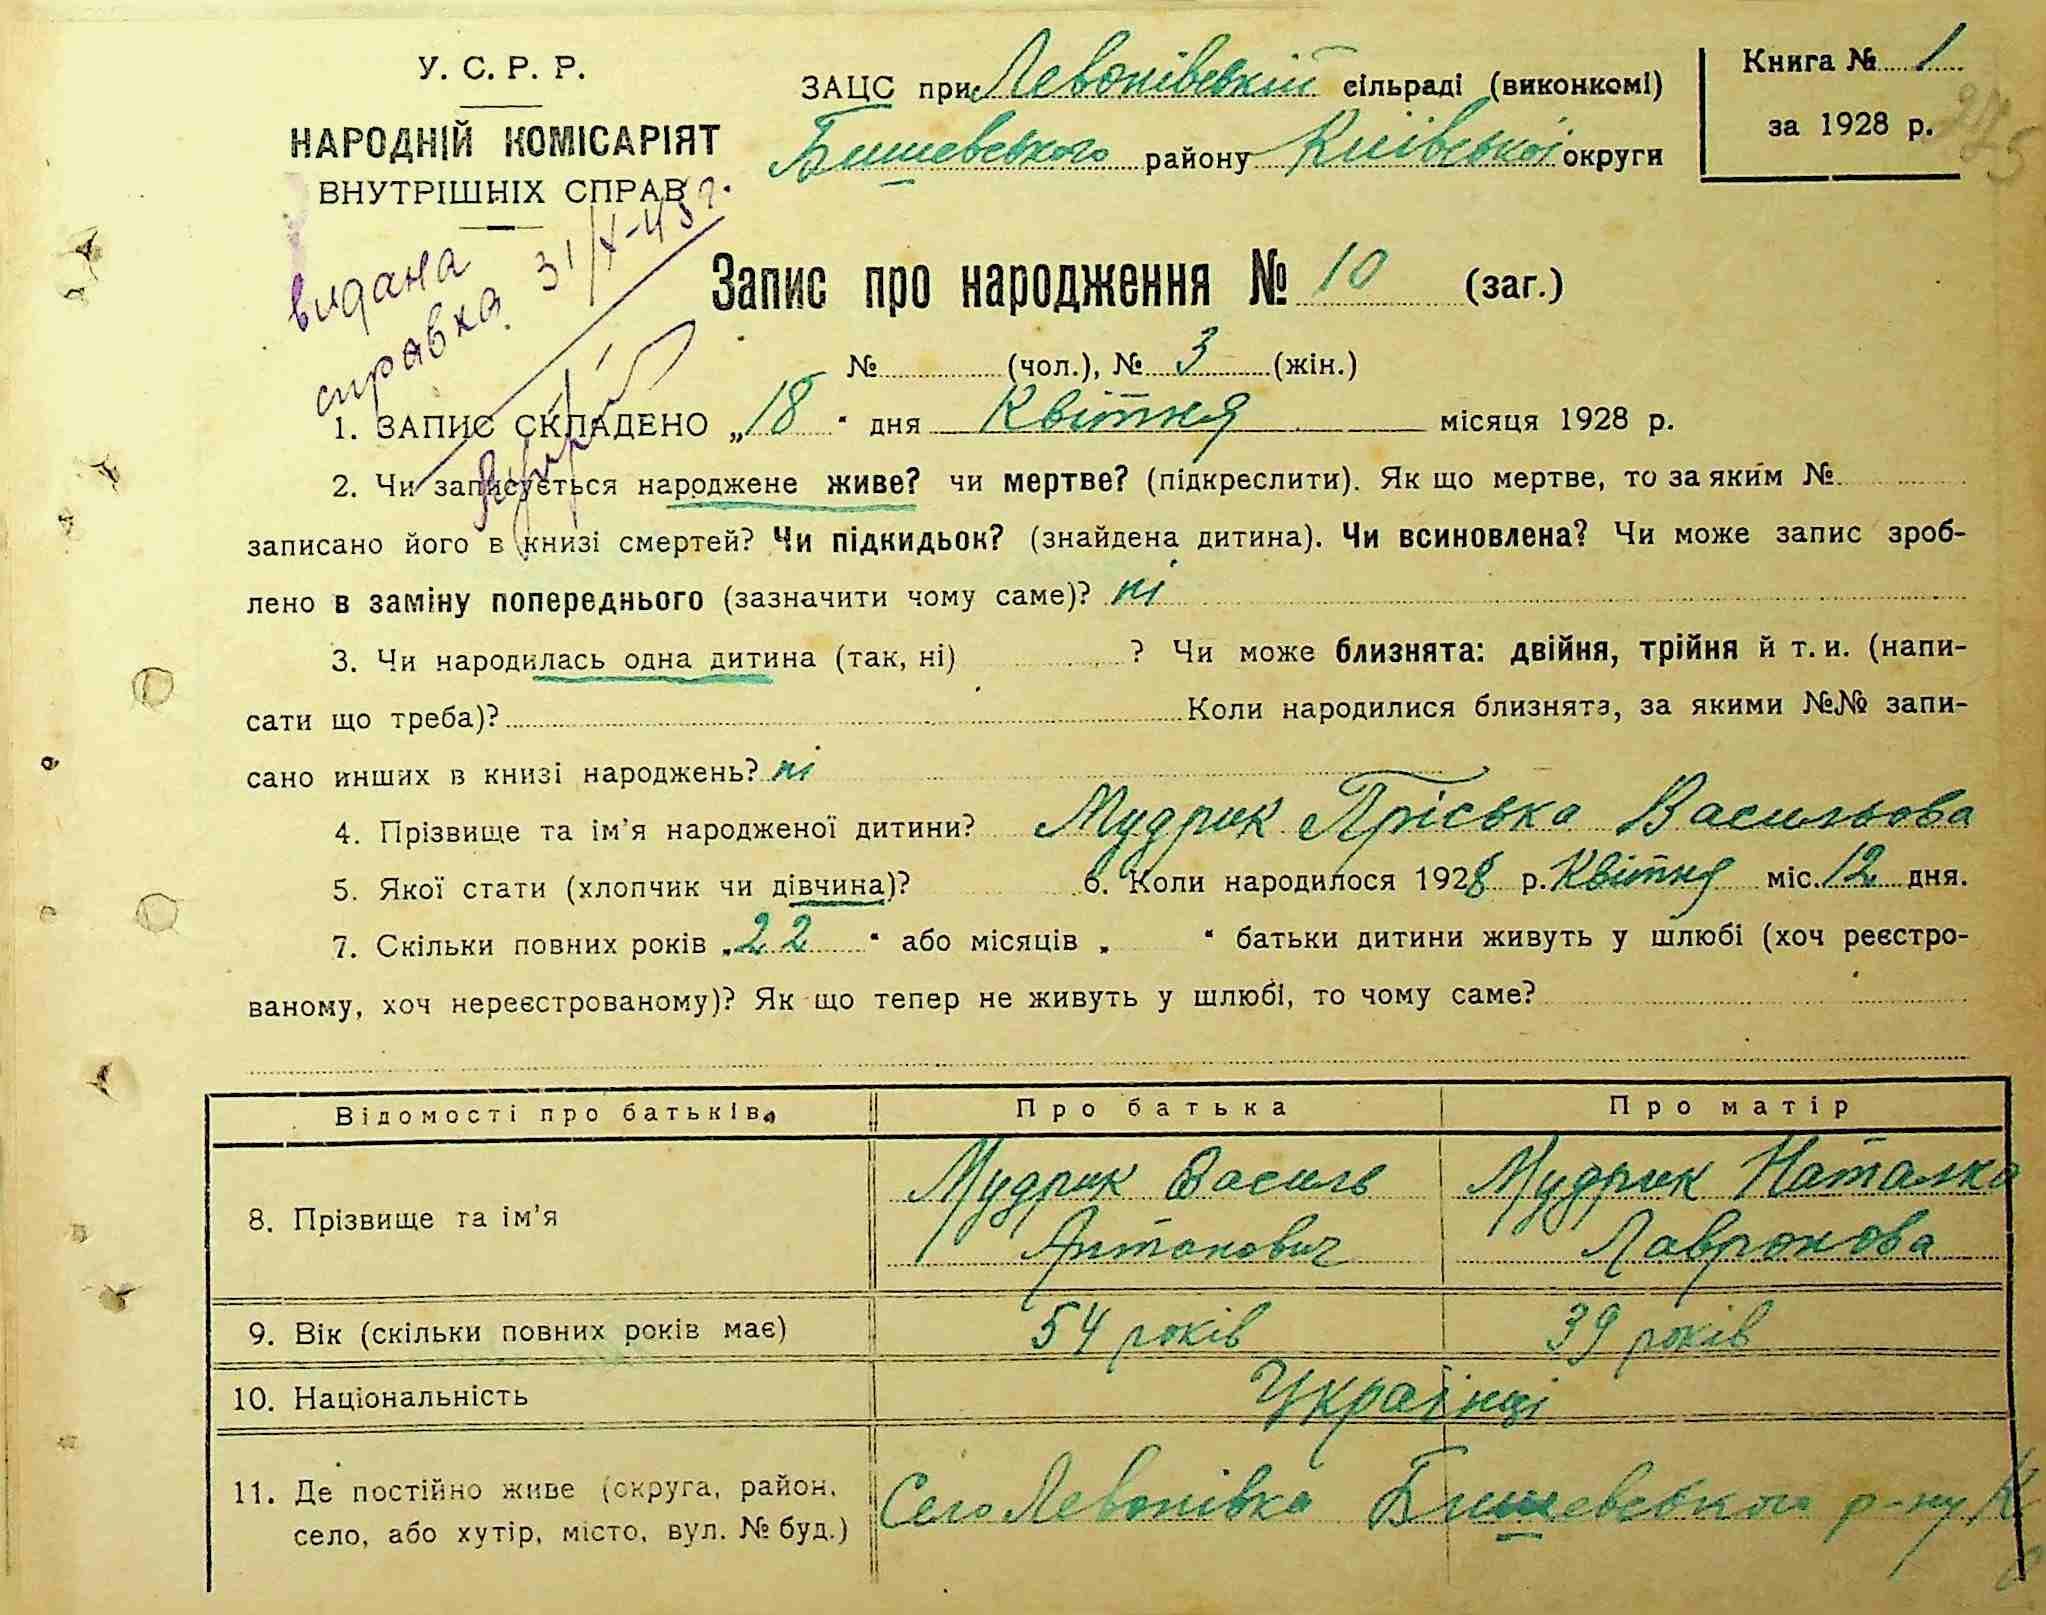 У. С. Р. Р.
НАРОДНІЙ КОМІСАРІЯТ
ВНУТРІШНІХ СПРАВ
видана
справка 31/X-45 р.
ЗАЦС при Левонівській сільраді (виконкомі)
Бишевського району Київської округи
Книга № 1
за 1928 р.
275
Запис про народження № 10 (заг.)
№ (чол.), № 3 (жін.)
1. ЗАПИС СКЛАДЕНО „18“ дня Квітня місяця 1928 р.
2. Чи записується народжене живе? чи мертве? (підкреслити). Як що мертве, то за яким №
записано його в книзі смертей? Чи підкидьок? (знайдена дитина). Чи всиновлена? Чи може запис зроб-
лено в заміну попереднього (зазначити чому саме)? ні
3. Чи народилась одна дитина (так, ні) ? Чи може близнята: двійня, трійня й т. и. (напи-
сати що треба)? Коли народилися близнята, за якими №№ запи-
сано инших в книзі народжень? ні
4. Прізвище та ім’я народженої дитини? Мудрик Пріська Васильова
5. Якої стати (хлопчик чи дівчина)? 6. Коли народилося 1928 р. Квітня міс. 12 дня.
7. Скільки повних років „22“ або місяців „ “ батьки дитини живуть у шлюбі (хоч реєстро-
ваному, хоч нереєстрованому)? Як що тепер не живуть у шлюбі, то чому саме?
Відомості про батьків Про батька Про матір
8. Прізвище та ім’я Мудрик Василь Антонович Мудрик Наталка Лавронова
9. Вік (скільки повних років має) 54 років 39 років
10. Національність Українці
11. Де постійно живе (округа, район, село, або хутір, місто, вул. № буд.) Село Левонівка Бишевського р-ну К